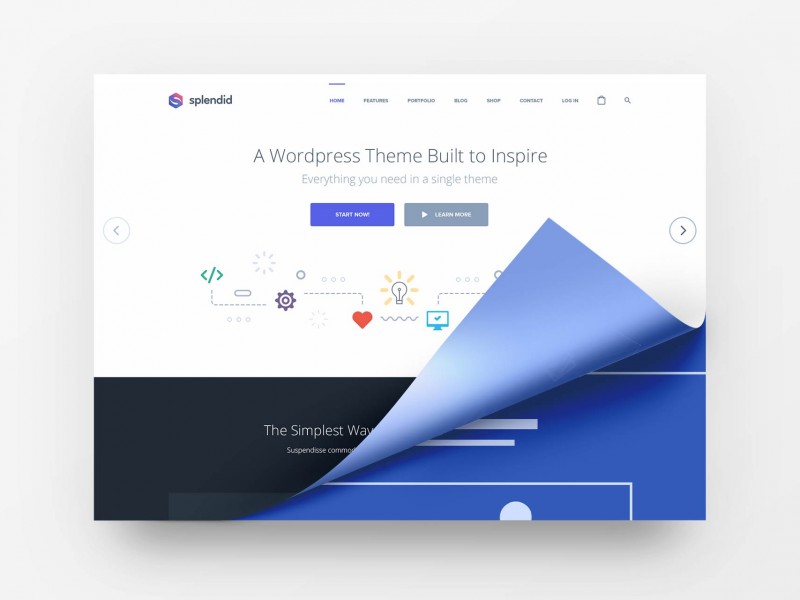 splendid
HOME FEATURES PORTFOLIO BLOG SHOP CONTACT LOG IN
A Wordpress Theme Built to Inspire
Everything you need in a single theme
START NOW! LEARN MORE
The Simplest Way
Suspendisse commo